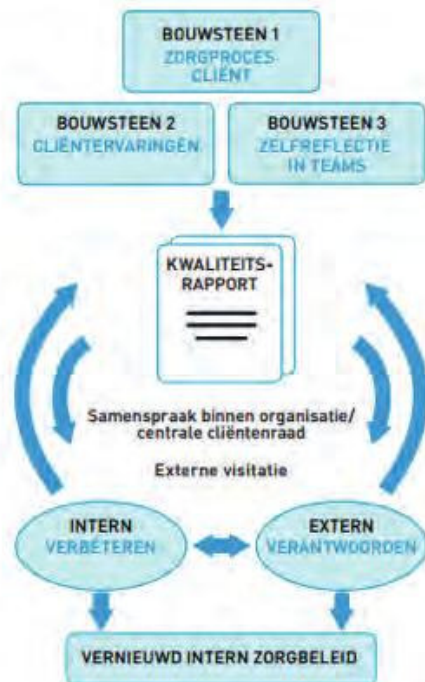 BOUWSTEEN 1
ZORGPROCES
CLIËNT
BOUWSTEEN 2
CLIËNTERVARINGEN
BOUWSTEEN 3
ZELFREFLECTIE
IN TEAMS
KWALITEITS-
RAPPORT
Samenspraak binnen organisatie/
centrale cliëntenraad
Externe visitatie
INTERN
VERBETEREN
EXTERN
VERANTWOORDEN
VERNIEUWD INTERN ZORGBELEID